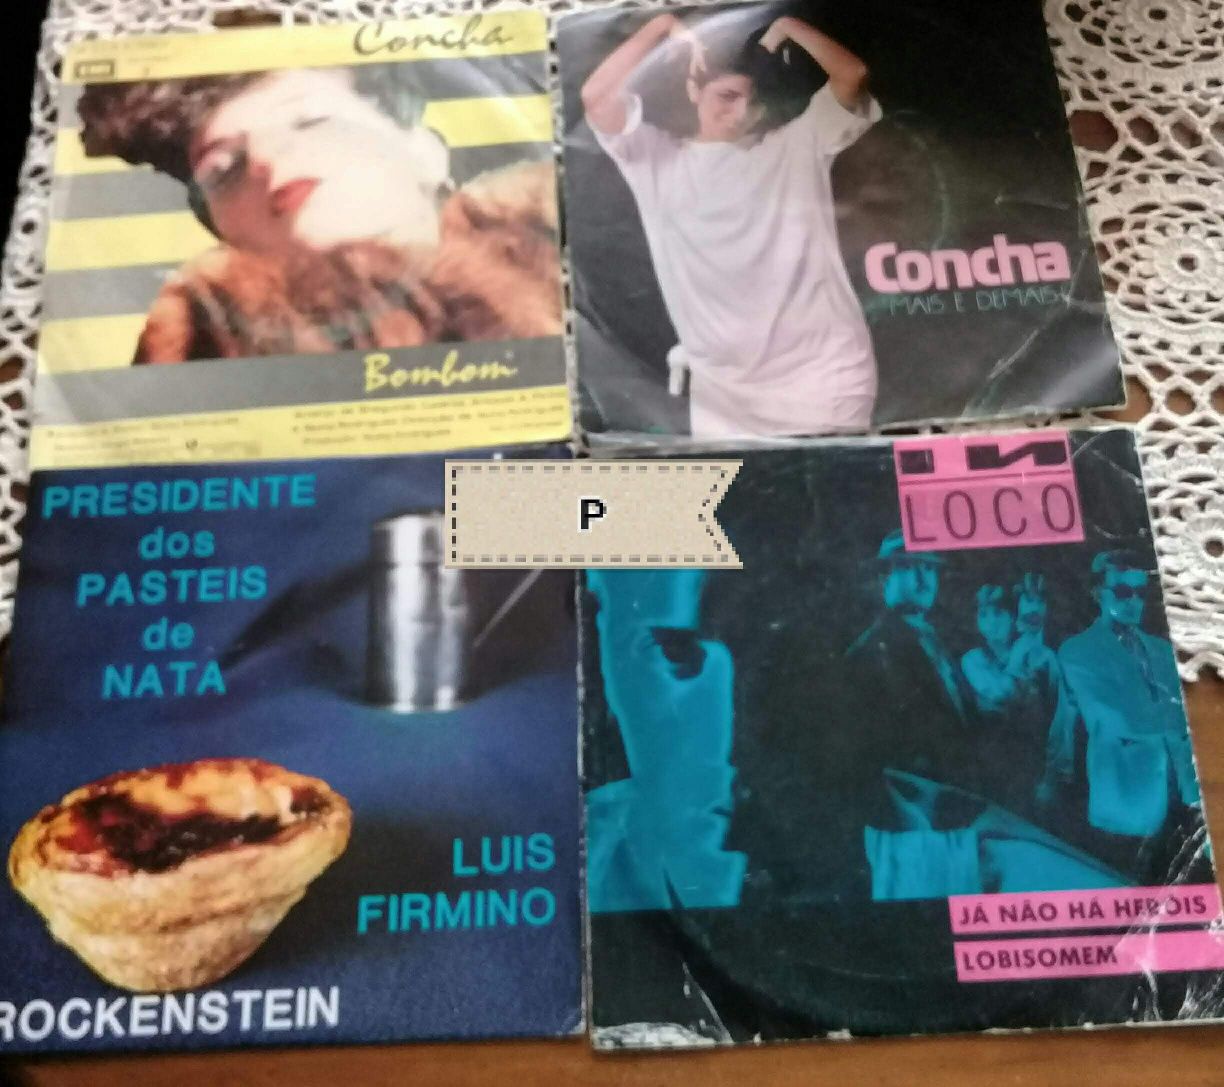 Concha
Bombom
Concha
MAIS E DEMAIS
PRESIDENTE
dos
PASTEIS
de
NATA
LUIS
FIRMINO
ROCKENSTEIN
P
IN
LOCO
JÁ NÃO HÁ HERÓIS
LOBISOMEM